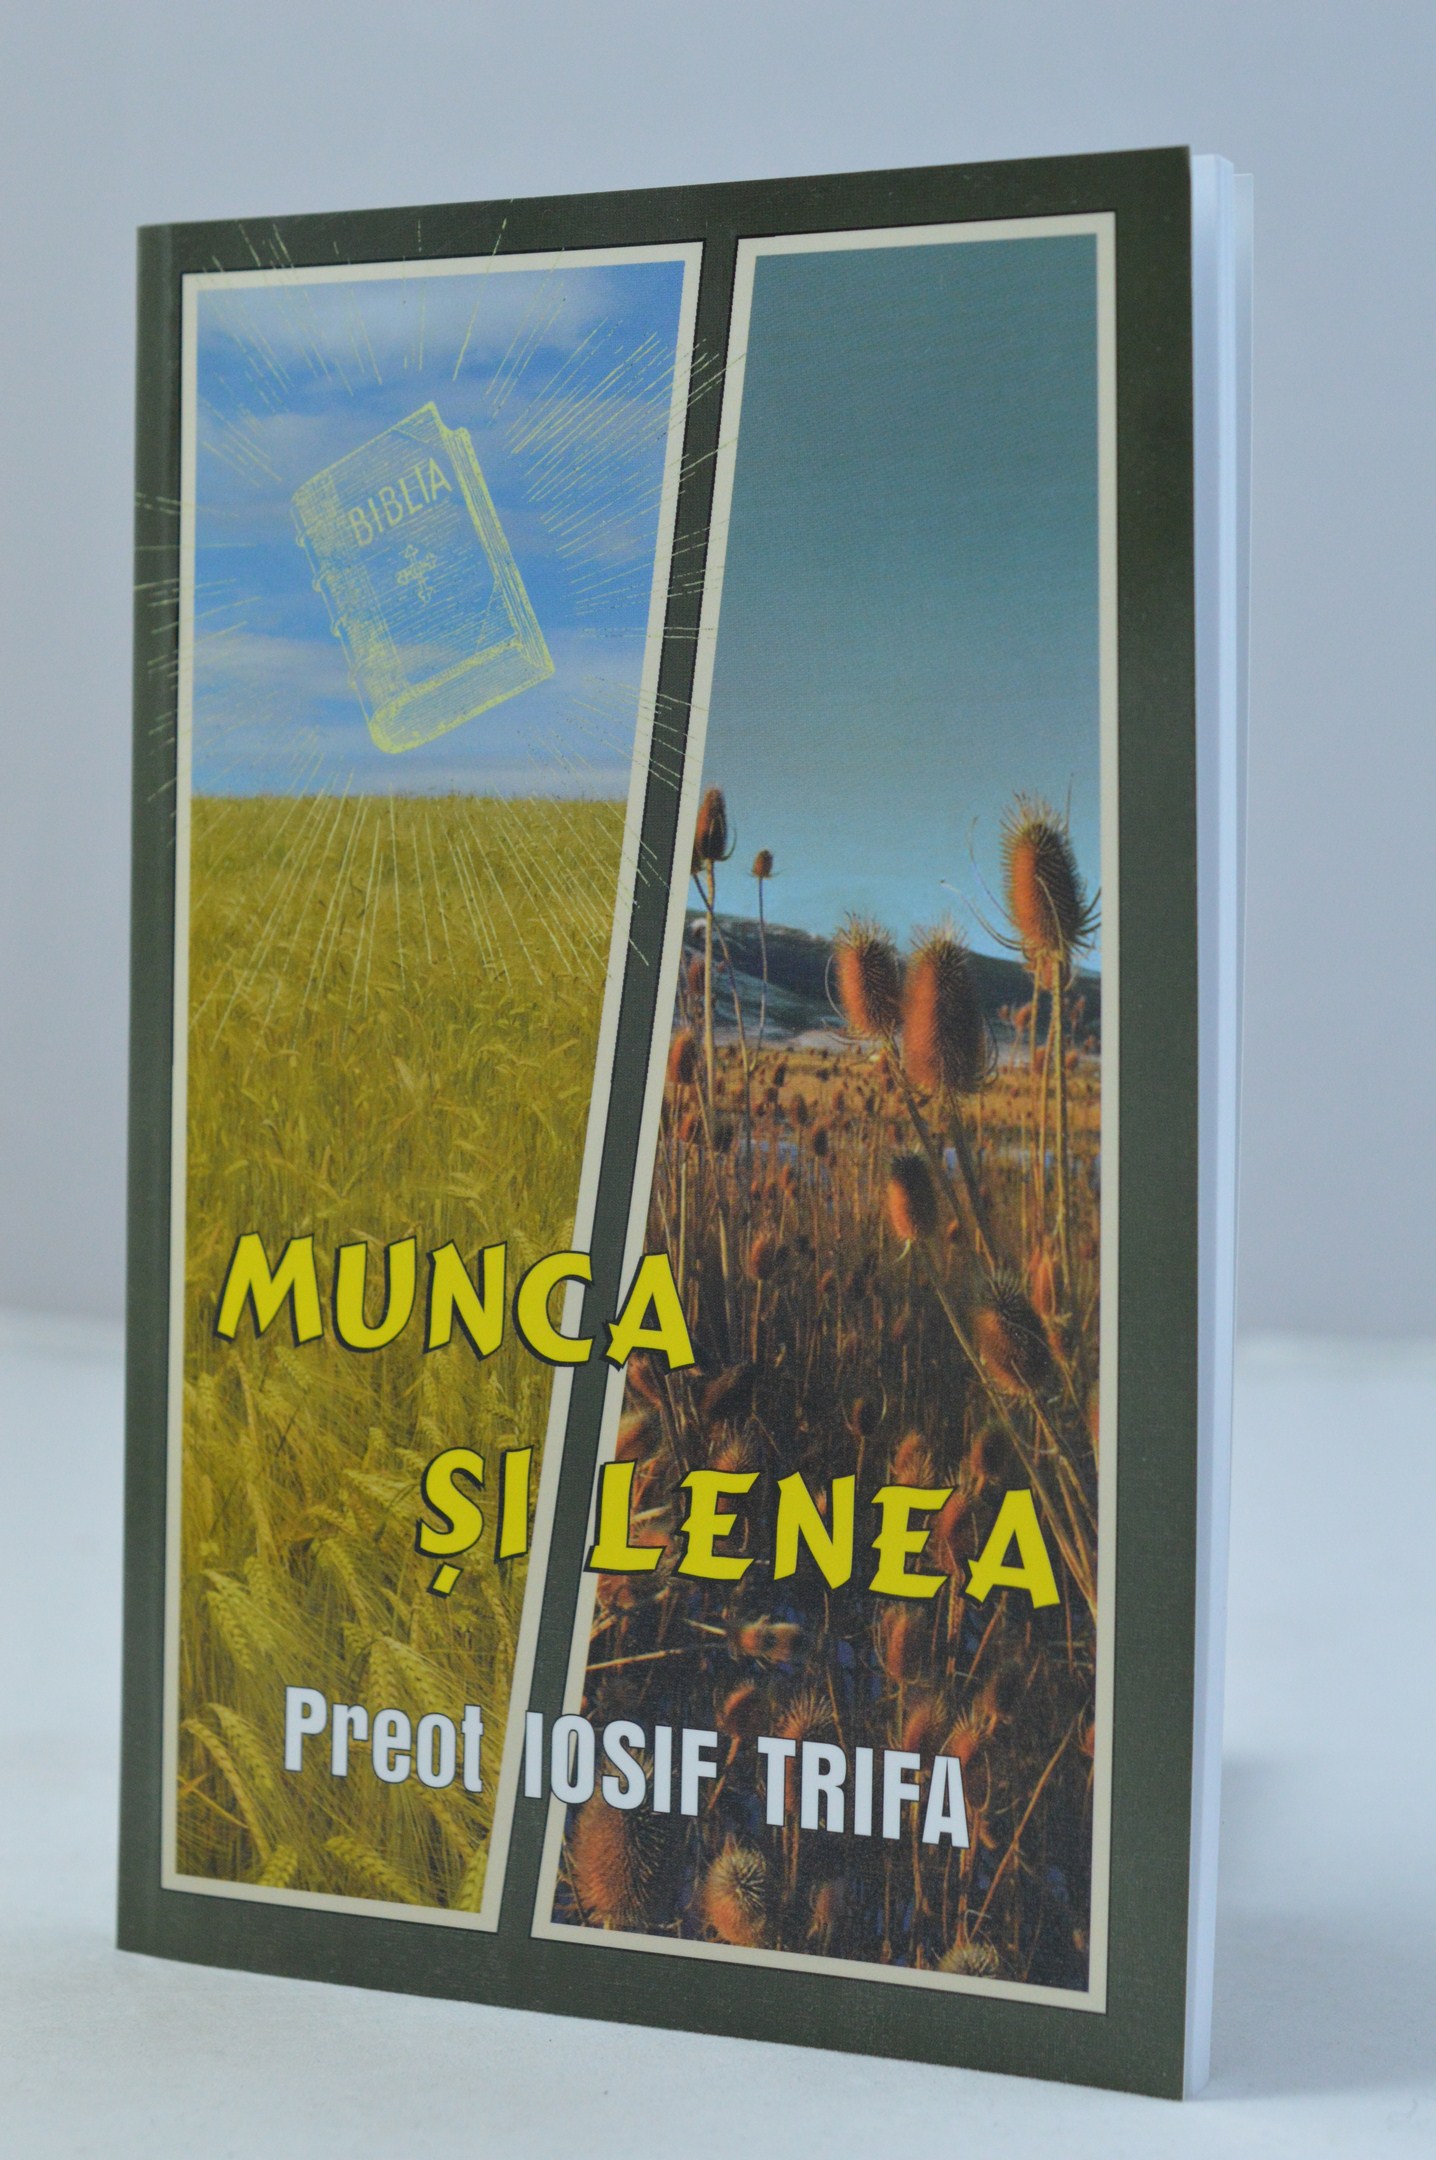 BIBLIA
MUNCA
ȘI LENEA
Preot IOSIF TRIFA